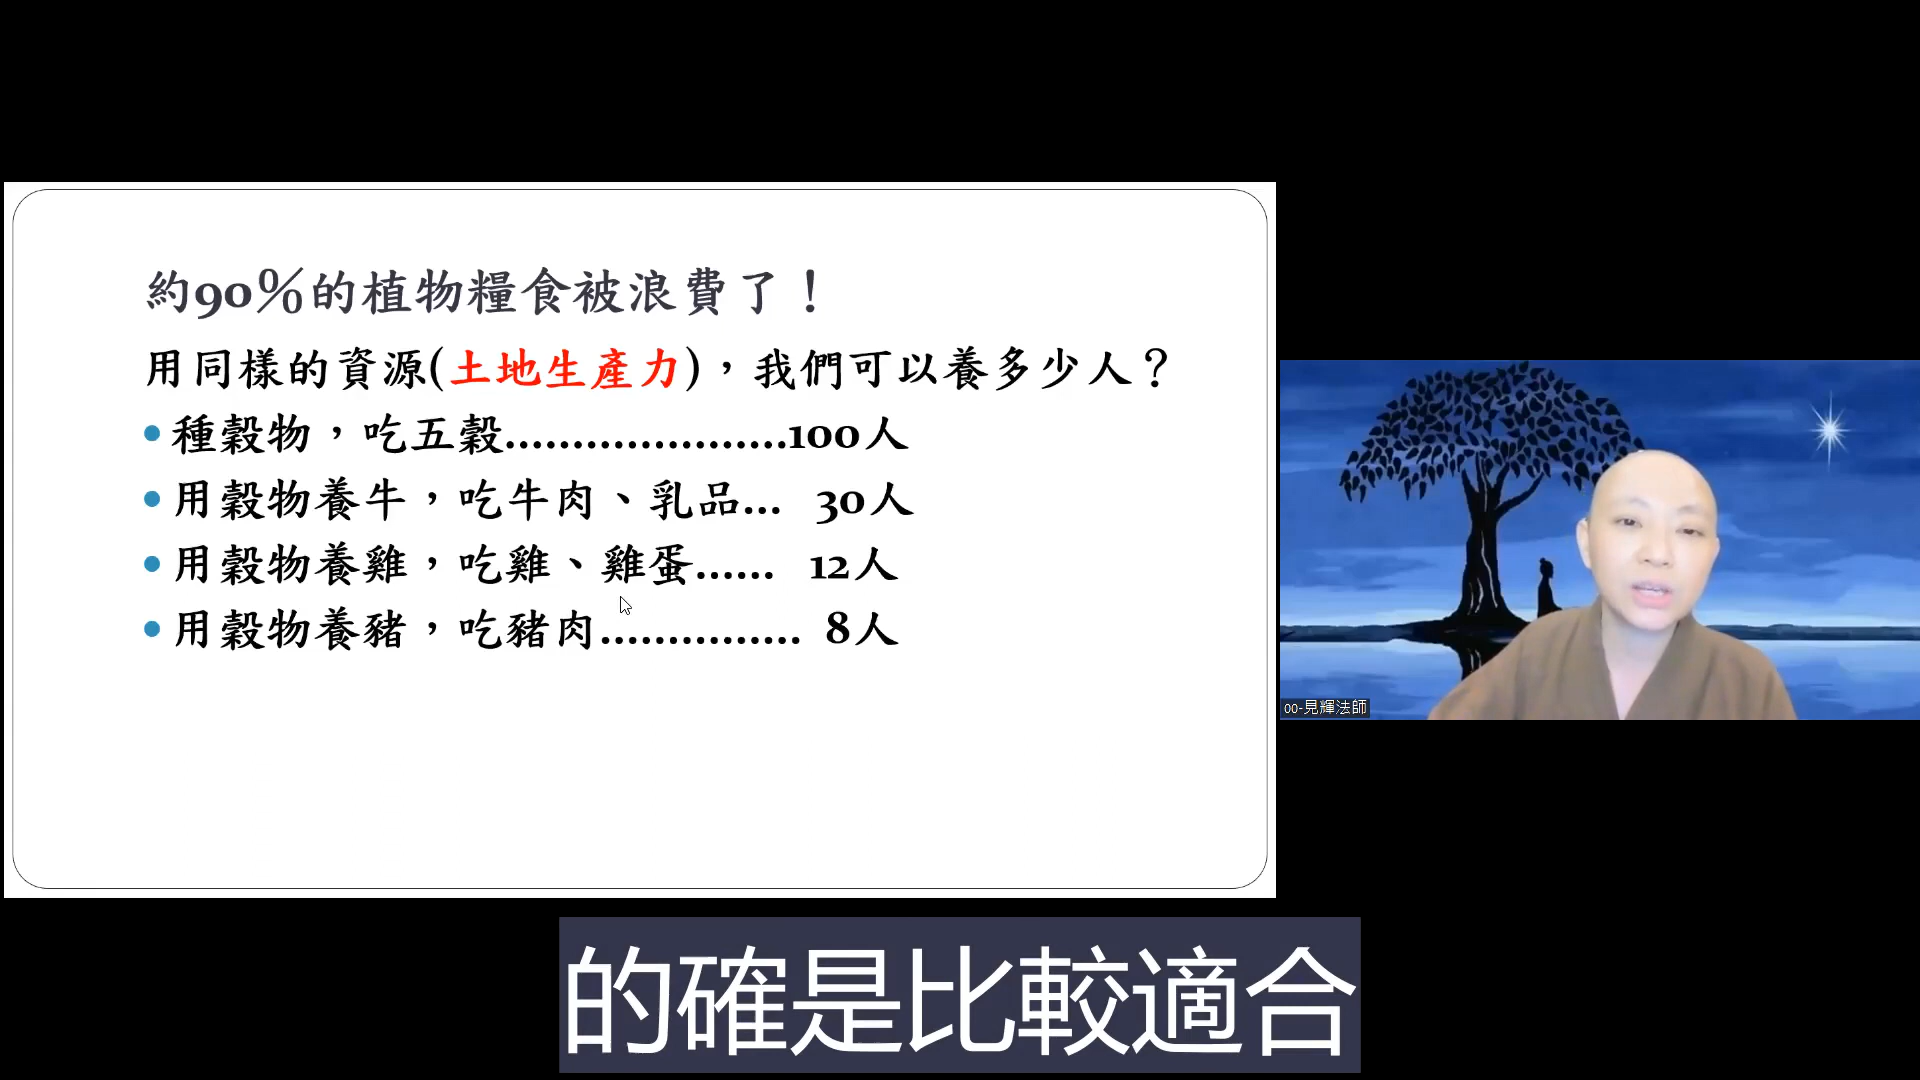 約90%的植物糧食被浪費了！
用同樣的資源(土地生產力)，我們可以養多少人？
•種穀物，吃五穀.....................100人
•用穀物養牛，吃牛肉、乳品... 30人
•用穀物養雞，吃雞、雞蛋...... 12人
•用穀物養豬，吃豬肉............... 8人
00-見輝法師
的確是比較適合